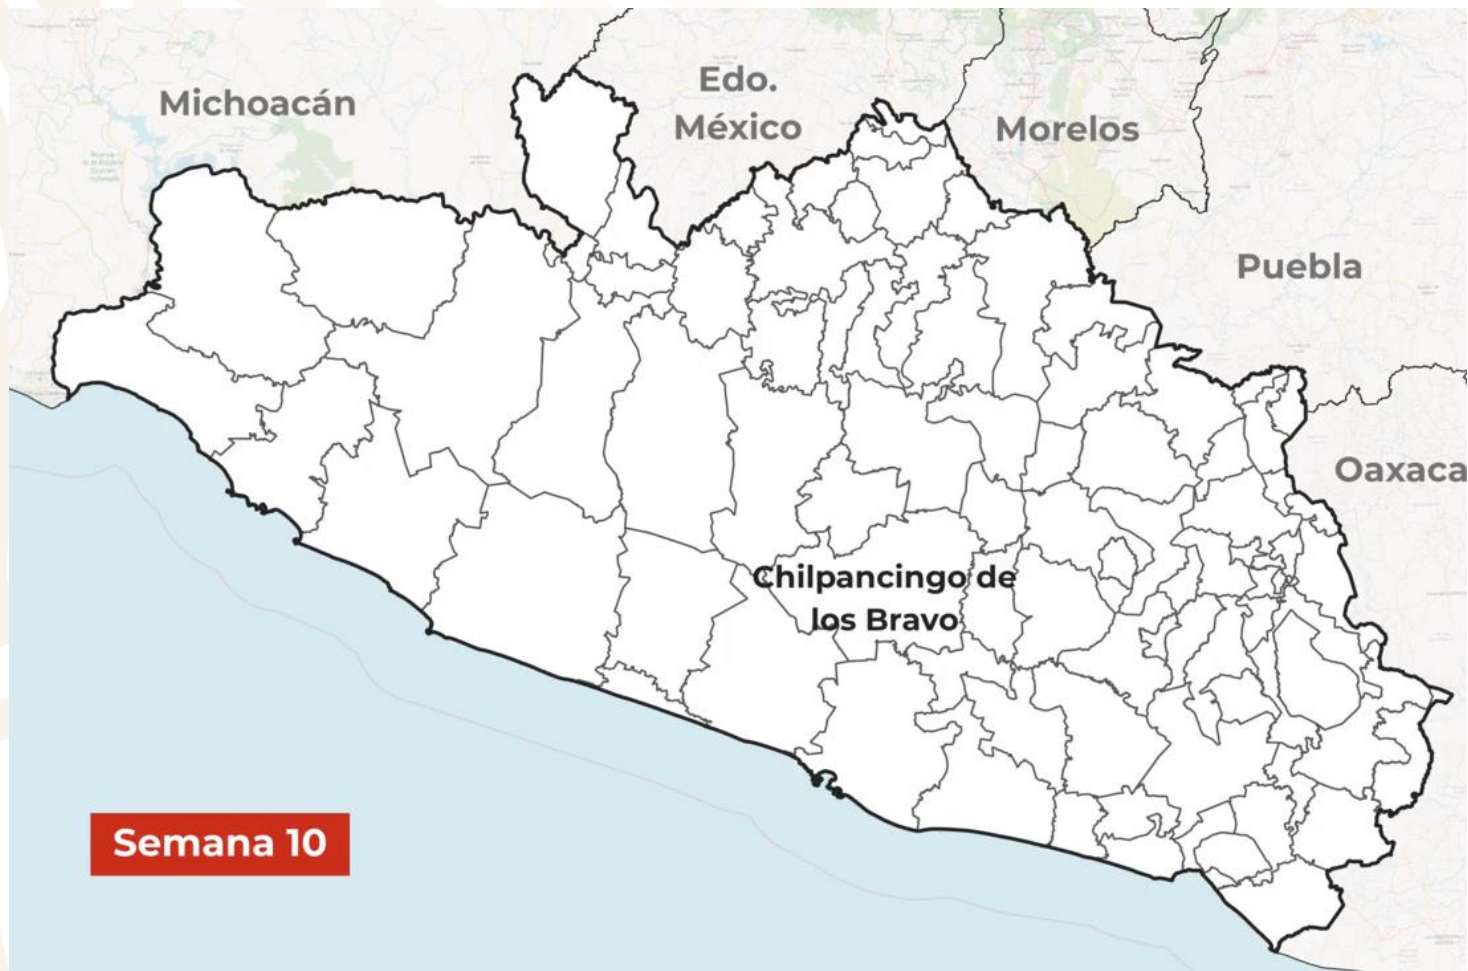 Michoacán
Edo.
México
Morelos
Puebla
Oaxaca
Chilpancingo de
los Bravo
Semana 10